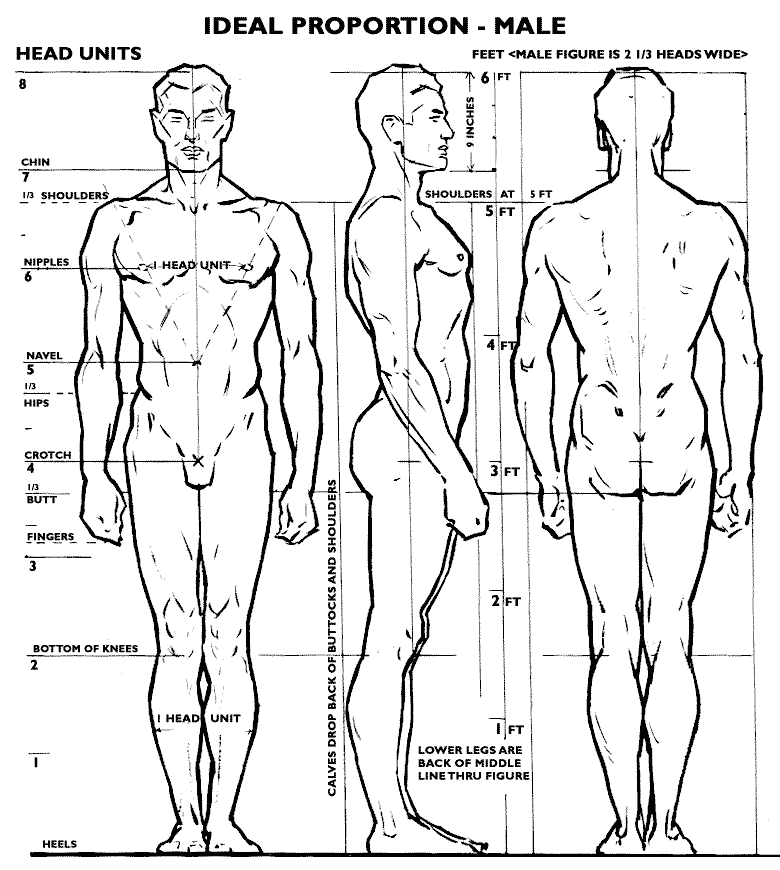 IDEAL PROPORTION - MALE
HEAD UNITS
FEET <MALE FIGURE IS 2 1/3 HEADS WIDE>
8
6 FT
9 INCHES
CHIN
7
1/3 SHOULDERS
SHOULDERS AT 5 FT
5 FT
NIPPLES
1 HEAD UNIT
6
4 FT
NAVEL
5
1/3
HIPS
CROTCH
4
3 FT
1/3
BUTT
FINGERS
3
CALVES DROP BACK OF BUTTOCKS AND SHOULDERS
2 FT
BOTTOM OF KNEES
2
1 HEAD UNIT
1 FT
LOWER LEGS ARE
BACK OF MIDDLE
LINE THRU FIGURE
1
HEELS